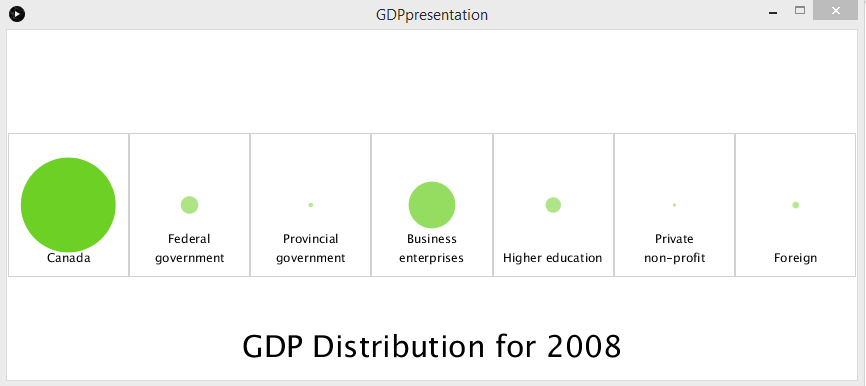 GDPpresentation
Canada
Federal
government
Provincial
government
Business
enterprises
Higher education
Private
non-profit
Foreign
GDP Distribution for 2008